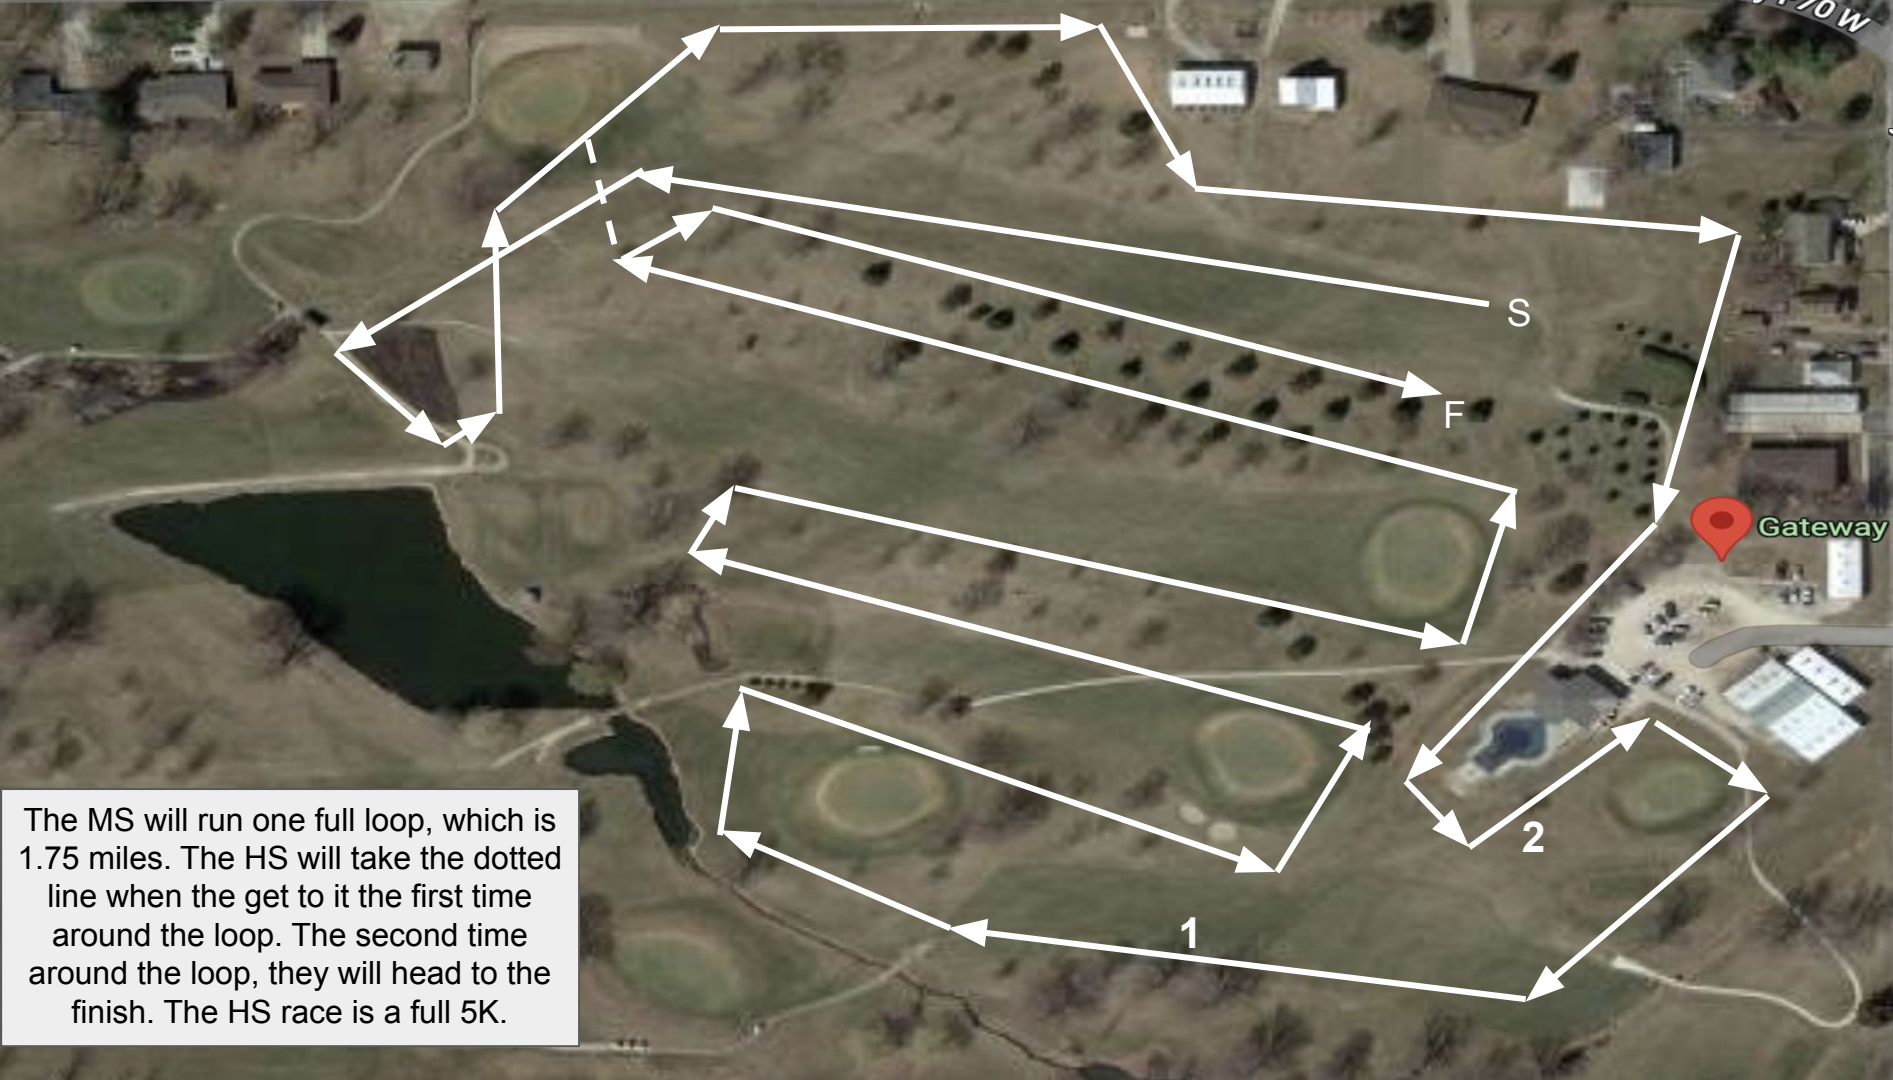 70 W
S
F
Gateway
2
1
The MS will run one full loop, which is
1.75 miles. The HS will take the dotted
line when the get to it the first time
around the loop. The second time
around the loop, they will head to the
finish. The HS race is a full 5K.